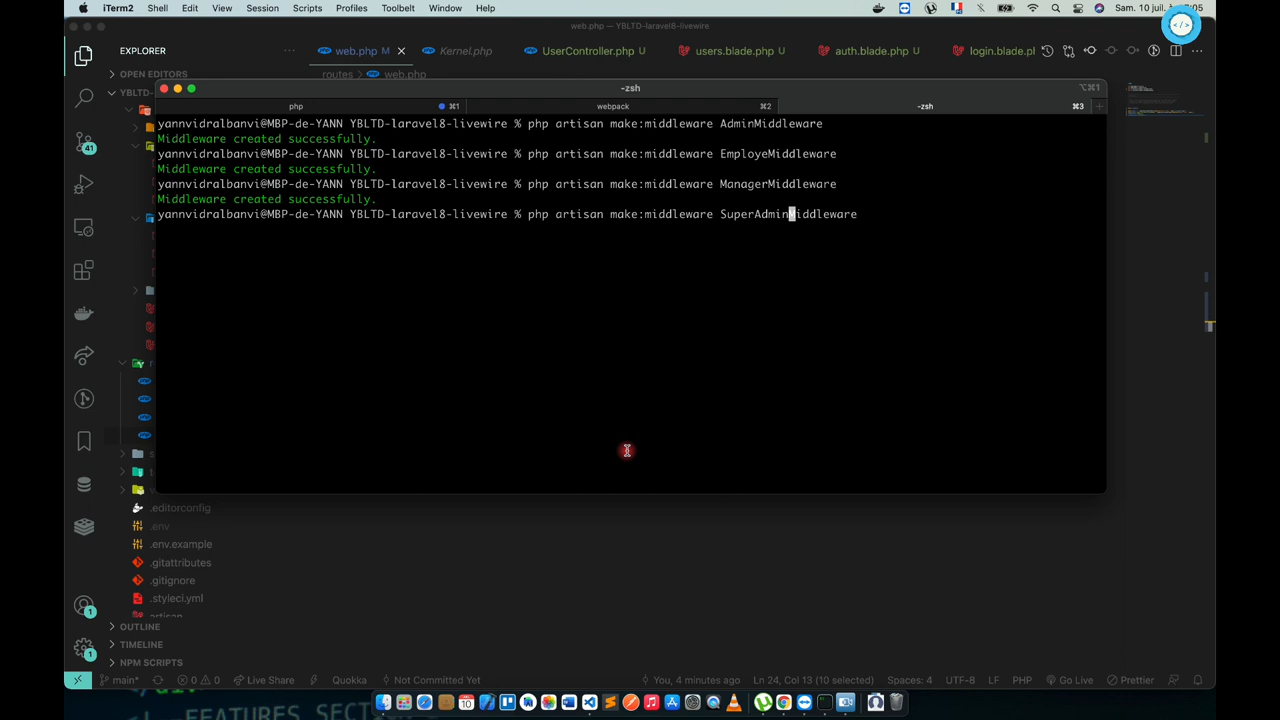 iTerm2 Shell Edit View Session Scripts Profiles Toolbelt Window Help Sam. 10 juil.
web.php — YBLTD-laravel8-livewire
EXPLORER
web.php M Kernel.php UserController.php U users.blade.php U auth.blade.php U login.blade.pl
OPEN EDITORS
routes > web.php
YBLTD-
-zsh
⌥⌘1
php ⌘1 webpack ⌘2 -zsh ⌘3
yannvidralbanvi@MBP-de-YANN YBLTD-laravel8-livewire % php artisan make:middleware AdminMiddleware
Middleware created successfully.
yannvidralbanvi@MBP-de-YANN YBLTD-laravel8-livewire % php artisan make:middleware EmployeMiddleware
Middleware created successfully.
yannvidralbanvi@MBP-de-YANN YBLTD-laravel8-livewire % php artisan make:middleware ManagerMiddleware
Middleware created successfully.
yannvidralbanvi@MBP-de-YANN YBLTD-laravel8-livewire % php artisan make:middleware SuperAdminMiddleware
41
.editorconfig
.env
.env.example
.gitattributes
.gitignore
.styleci.yml
artisan
1
OUTLINE
TIMELINE
NPM SCRIPTS
1
main* 0 0 Live Share Quokka Not Committed Yet You, 4 minutes ago Ln 24, Col 13 (10 selected) Spaces: 4 UTF-8 LF PHP Go Live Prettier
</div>
<!-- FEATURES SECTION